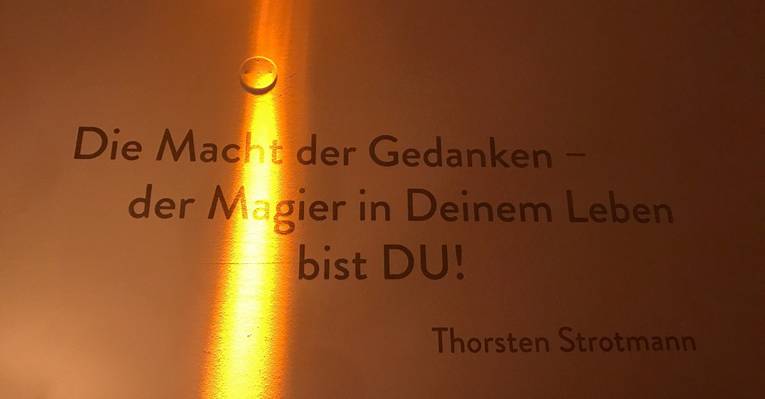 Die Macht der Gedanken –
der Magier in Deinem Leben
bist DU!
Thorsten Strotmann